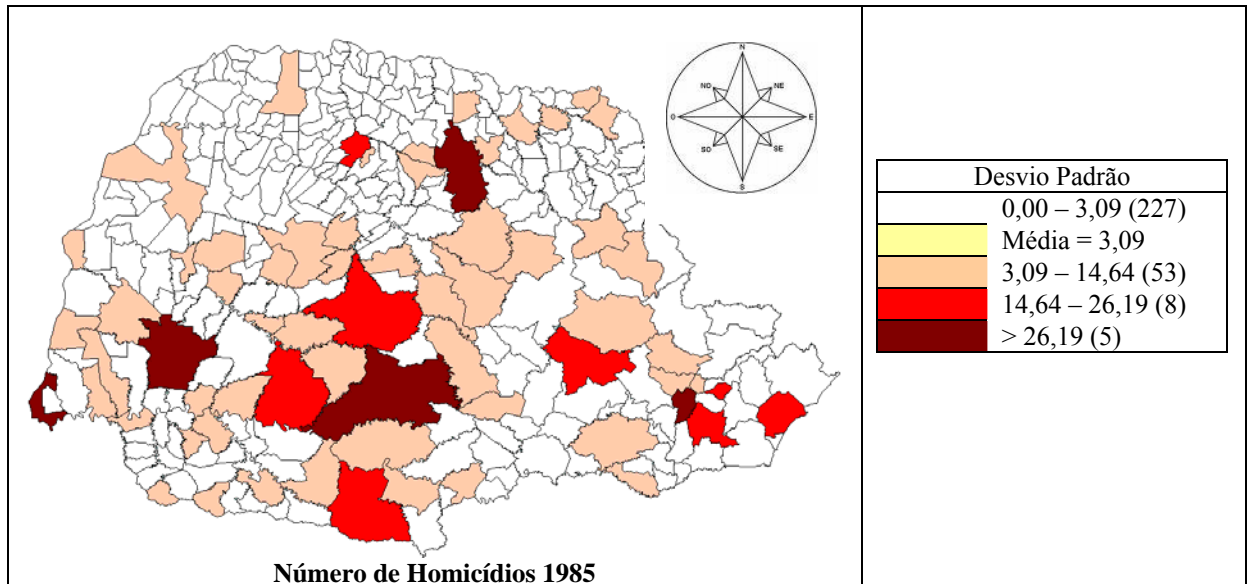 N
NO
NE
O
E
SO
SE
S
Número de Homicídios 1985
Desvio Padrão
0,00 – 3,09 (227)
Média = 3,09
3,09 – 14,64 (53)
14,64 – 26,19 (8)
> 26,19 (5)